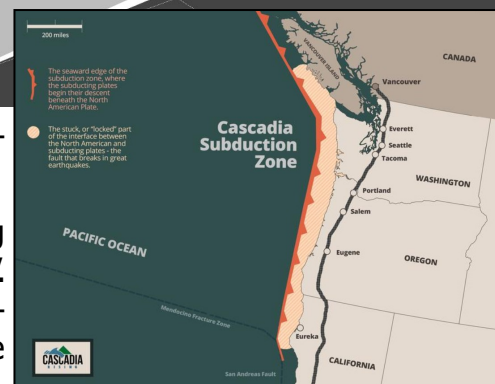 200 miles
The seaward edge of the
subduction zone, where
the subducting plates
begin their descent
beneath the North
American Plate.
The stuck, or "locked" part
of the interface between
the North American and
subducting plates - the
fault that breaks in great
earthquakes.
Cascadia
Subduction
Zone
VANCOUVER ISLAND
CANADA
Vancouver
Everett
Seattle
Tacoma
WASHINGTON
Portland
Salem
PACIFIC OCEAN
Eugene
OREGON
Mendocino Fracture Zone
Eureka
CASCADIA
RISING
CALIFORNIA
San Andreas Fault